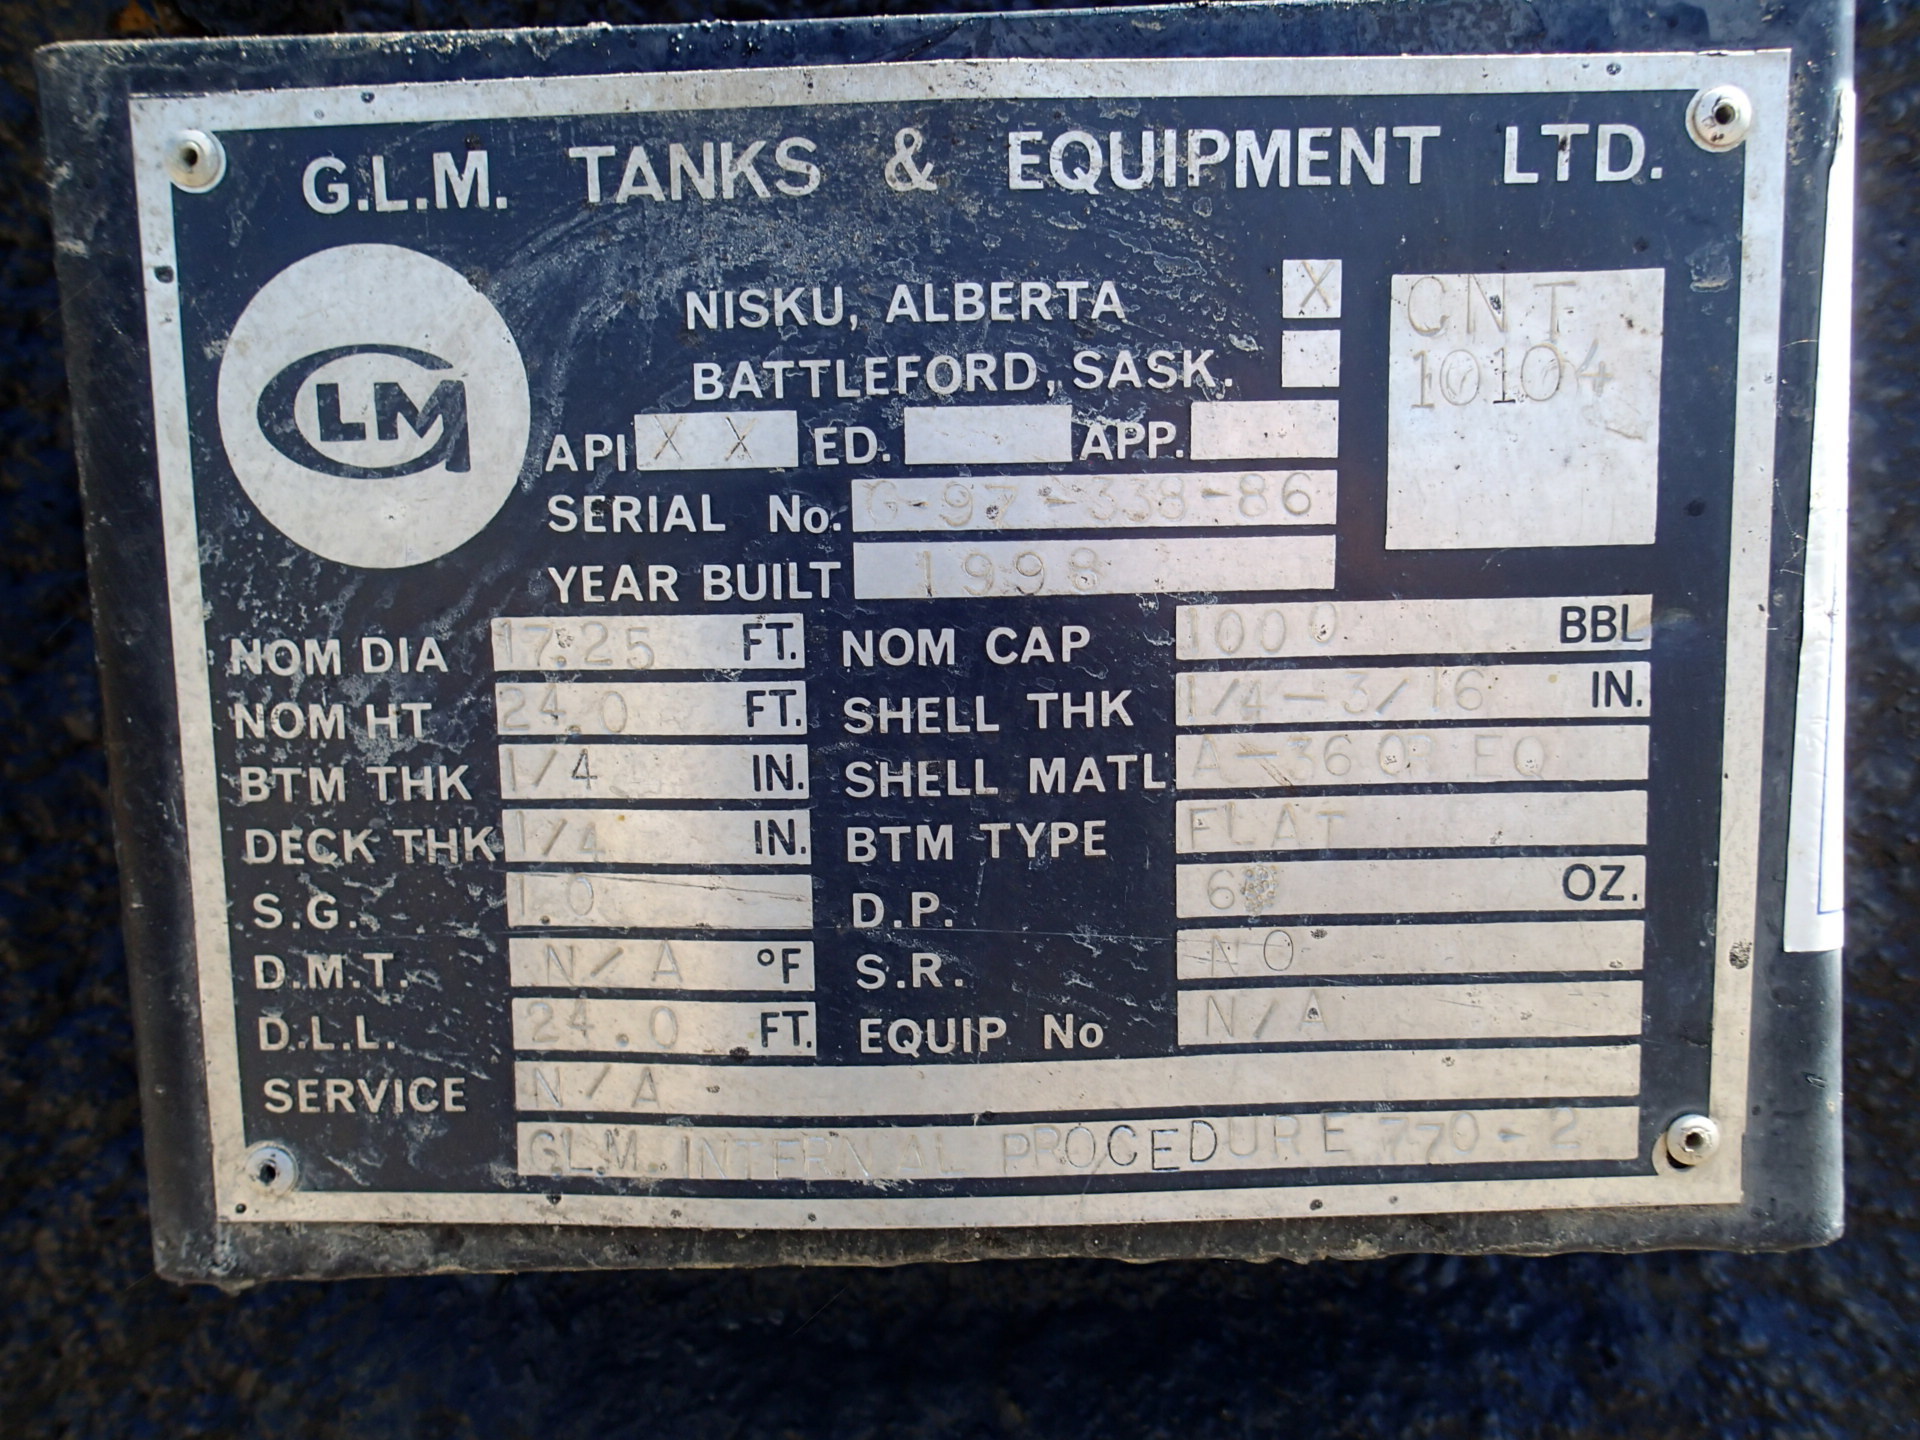 G.L.M. TANKS & EQUIPMENT LTD.
GLM
NISKU, ALBERTA X
BATTLEFORD, SASK.
CNT
10104
API X X ED. APP.
SERIAL No. G-97-338-86
YEAR BUILT 1998
NOM DIA 17.25 FT. NOM CAP 1000 BBL
NOM HT 24.0 FT. SHELL THK 1/4-3/16 IN.
BTM THK 1/4 IN. SHELL MATL A-36 EQ
DECK THK 1/4 IN. BTM TYPE FLAT
S.G. 1.0 D.P. 6 OZ.
D.M.T. N/A °F S.R. NO
D.L.L. 24.0 FT. EQUIP No N/A
SERVICE N/A
GLM. INTERNAL PROCEDURE 770-2